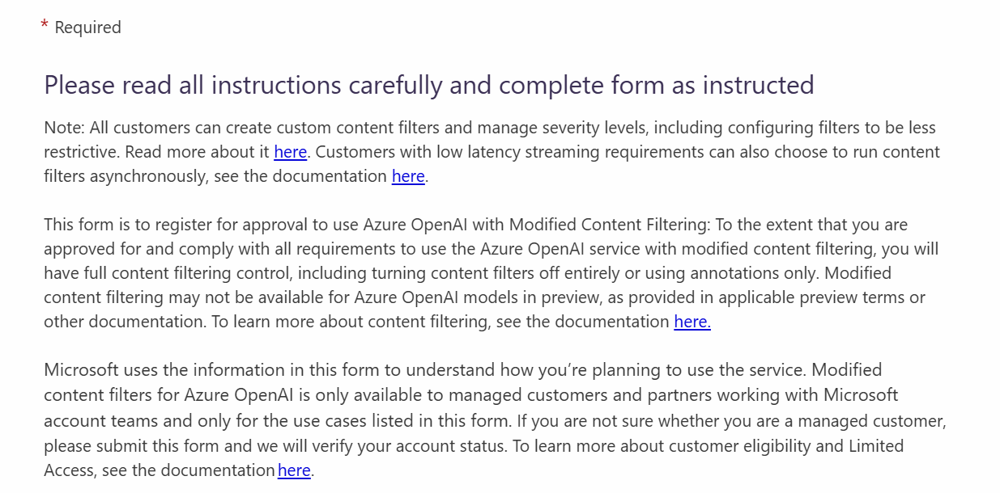 * Required
Please read all instructions carefully and complete form as instructed
Note: All customers can create custom content filters and manage severity levels, including configuring filters to be less
restrictive. Read more about it here. Customers with low latency streaming requirements can also choose to run content
filters asynchronously, see the documentation here.
This form is to register for approval to use Azure OpenAI with Modified Content Filtering: To the extent that you are
approved for and comply with all requirements to use the Azure OpenAI service with modified content filtering, you will
have full content filtering control, including turning content filters off entirely or using annotations only. Modified
content filtering may not be available for Azure OpenAI models in preview, as provided in applicable preview terms or
other documentation. To learn more about content filtering, see the documentation here.
Microsoft uses the information in this form to understand how you’re planning to use the service. Modified
content filters for Azure OpenAI is only available to managed customers and partners working with Microsoft
account teams and only for the use cases listed in this form. If you are not sure whether you are a managed customer,
please submit this form and we will verify your account status. To learn more about customer eligibility and Limited
Access, see the documentation here.